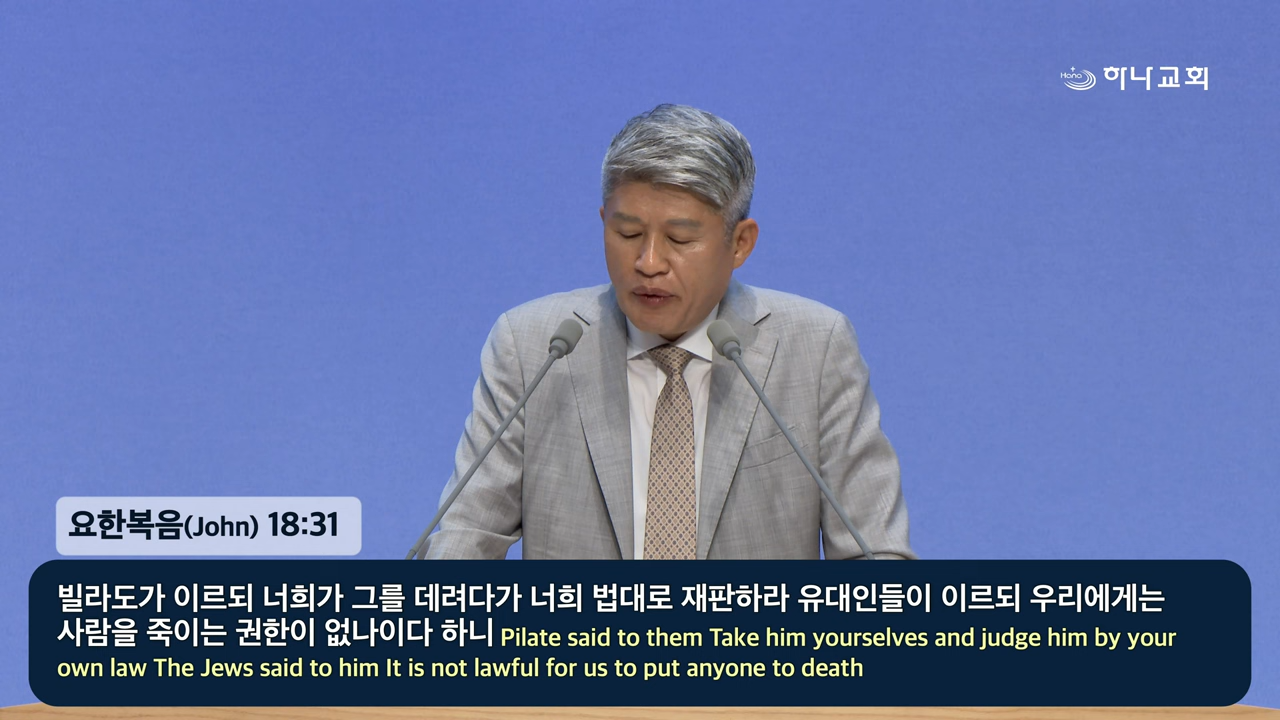 Hana 하나교회
요한복음(John) 18:31
빌라도가 이르되 너희가 그를 데려다가 너희 법대로 재판하라 유대인들이 이르되 우리에게는
사람을 죽이는 권한이 없나이다 하니 Pilate said to them Take him yourselves and judge him by your
own law The Jews said to him It is not lawful for us to put anyone to death